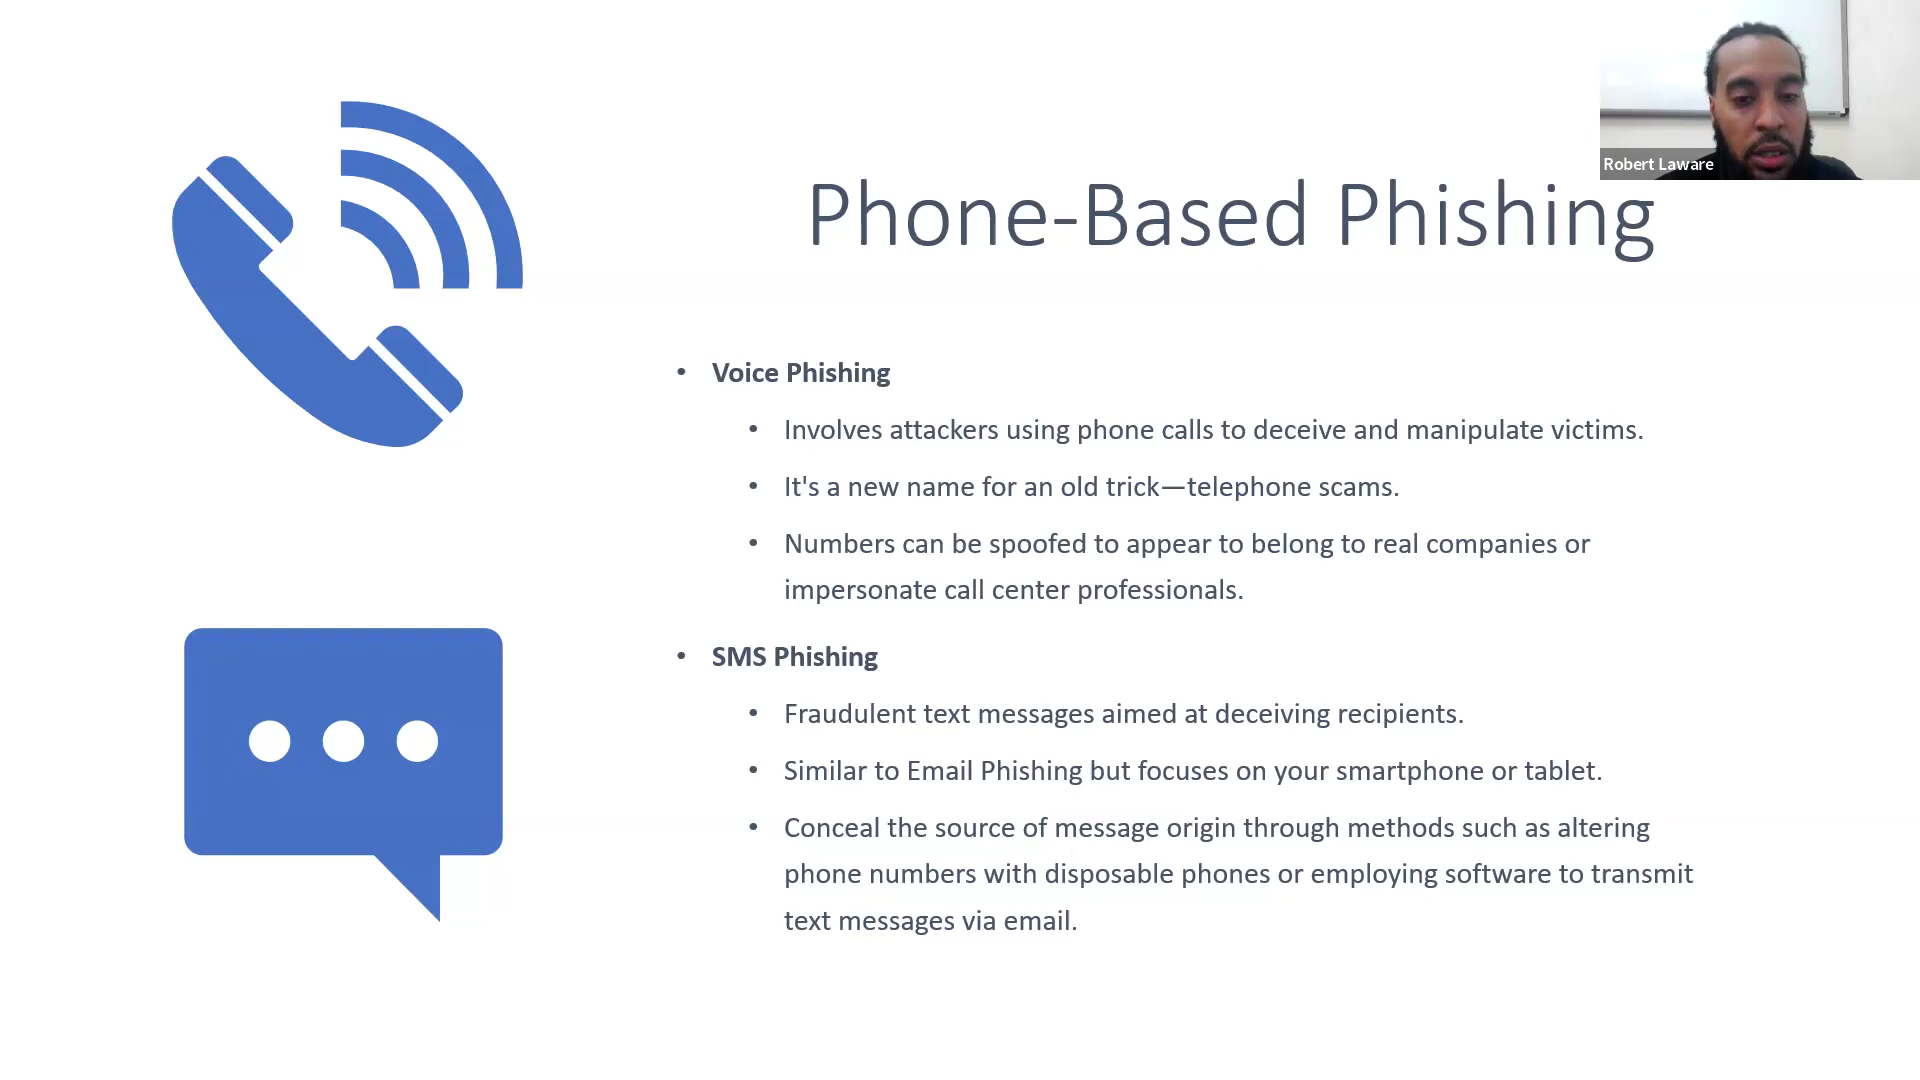 Robert Laware
Phone-Based Phishing
• Voice Phishing
• Involves attackers using phone calls to deceive and manipulate victims.
• It's a new name for an old trick—telephone scams.
• Numbers can be spoofed to appear to belong to real companies or
impersonate call center professionals.
• SMS Phishing
• Fraudulent text messages aimed at deceiving recipients.
• Similar to Email Phishing but focuses on your smartphone or tablet.
• Conceal the source of message origin through methods such as altering
phone numbers with disposable phones or employing software to transmit
text messages via email.